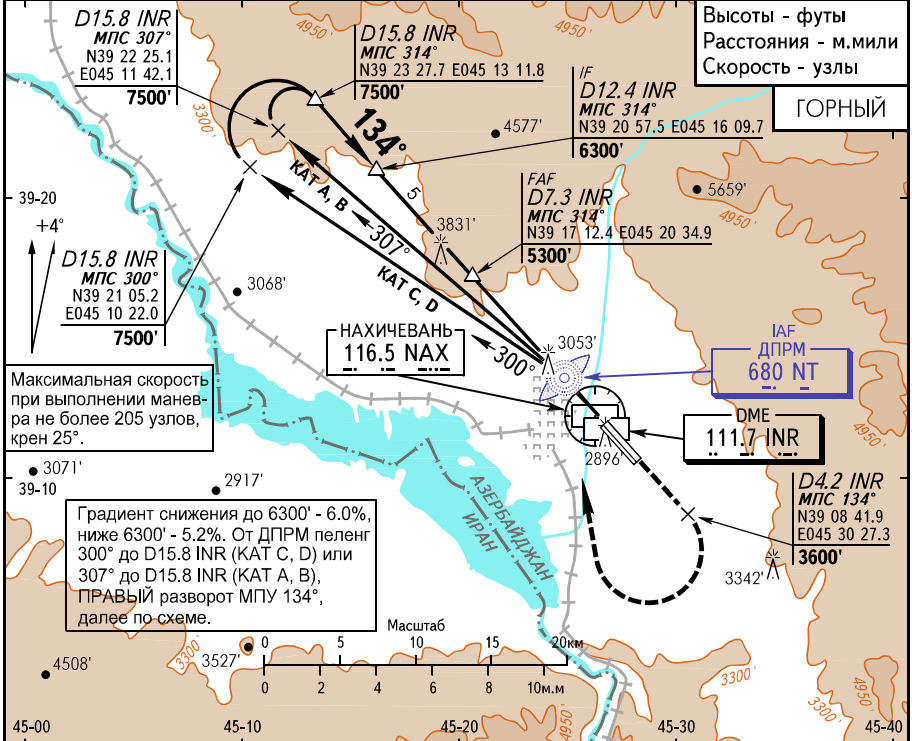 D15.8 INR
МПС 307°
N39 22 25.1
E045 11 42.1
7500'
4950'
D15.8 INR
МПС 314°
N39 23 27.7 E045 13 11.8
7500'
4950'
Высоты - футы
Расстояния - м.мили
Скорость - узлы
ГОРНЫЙ
IF
D12.4 INR
МПС 314°
N39 20 57.5 E045 16 09.7
6300'
3300'
134°
4577'
5
КАТ A, B
307°
КАТ C, D
300°
3831'
FAF
D7.3 INR
МПС 314°
N39 17 12.4 E045 20 34.9
5300'
5659'
4950'
39-20
+4°
D15.8 INR
МПС 300°
N39 21 05.2
E045 10 22.0
7500'
3068'
НАХИЧЕВАНЬ
116.5 NAX
3053'
IAF
ДПРМ
680 NT
3300'
4950'
Максимальная скорость
при выполнении манев-
ра не более 205 узлов,
крен 25°.
DME
111.7 INR
2896'
4950'
3071'
39-10
2917'
АЗЕРБАЙДЖАН
ИРАН
D4.2 INR
МПС 134°
N39 08 41.9
E045 30 27.3
3600'
3342'
Градиент снижения до 6300' - 6.0%,
ниже 6300' - 5.2%. От ДПРМ пеленг
300° до D15.8 INR (КАТ C, D) или
307° до D15.8 INR (КАТ A, B),
ПРАВЫЙ разворот МПУ 134°,
далее по схеме.
Масштаб
0 5 10 15 20км
0 2 4 6 8 10м.м
4508'
3300'
3527'
3300'
4950'
3300'
4950'
45-00 45-10 45-20 45-30 45-40